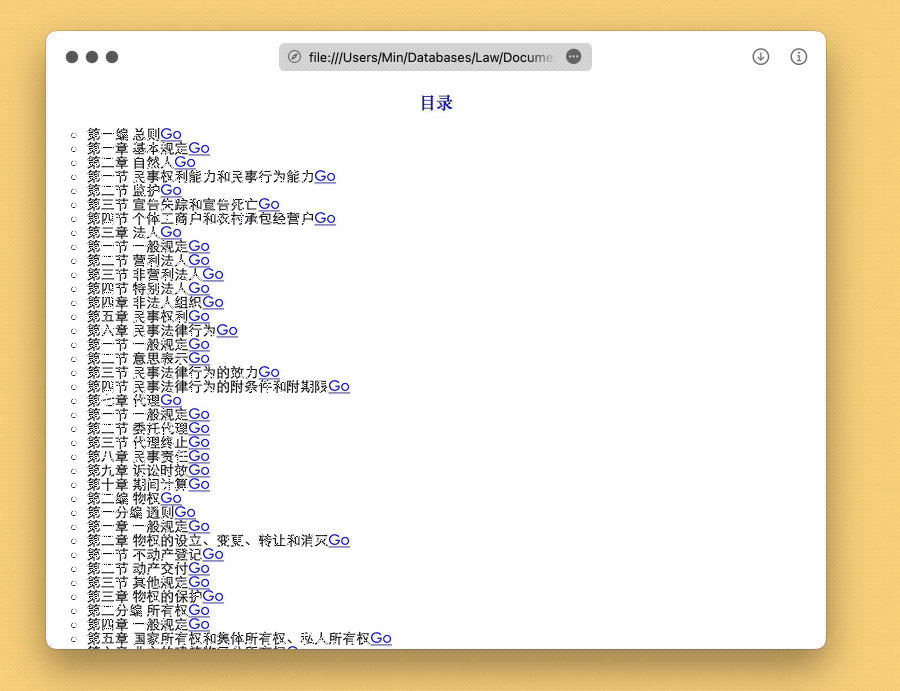 file:///Users/Min/Databases/Law/Docume
目录
第一编 总则Go
第一章 基本规定Go
第二章 自然人Go
第一节 民事权利能力和民事行为能力Go
第二节 监护Go
第三节 宣告失踪和宣告死亡Go
第四节 个体工商户和农村承包经营户Go
第三章 法人Go
第一节 一般规定Go
第二节 营利法人Go
第三节 非营利法人Go
第四节 特别法人Go
第四章 非法人组织Go
第五章 民事权利Go
第六章 民事法律行为Go
第一节 一般规定Go
第二节 意思表示Go
第三节 民事法律行为的效力Go
第四节 民事法律行为的附条件和附期限Go
第七章 代理Go
第一节 一般规定Go
第二节 委托代理Go
第三节 代理终止Go
第八章 民事责任Go
第九章 诉讼时效Go
第十章 期间计算Go
第二编 物权Go
第一分编 通则Go
第一章 一般规定Go
第二章 物权的设立、变更、转让和消灭Go
第一节 不动产登记Go
第二节 动产交付Go
第三节 其他规定Go
第三章 物权的保护Go
第二分编 所有权Go
第四章 一般规定Go
第五章 国家所有权和集体所有权、私人所有权Go